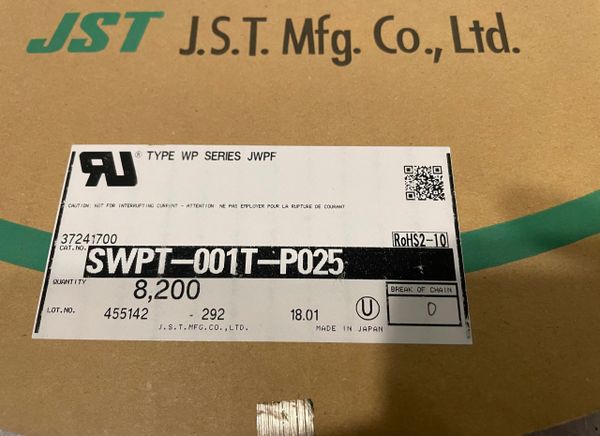 JST J.S.T. Mfg. Co., Ltd.
RU ® TYPE WP SERIES JWPF
CAUTION: NOT FOR INTERRUPTING CURRENT - ATTENTION: NE PAS EMPLOYER POUR LA RUPTURE DE COURANT
37241700
RoHS2-10
CAT.NO. SWPT-001T-P025
QUANTITY 8,200
BREAK OF CHAIN
0
LOT.NO. 455142 - 292 18.01 U
J.S.T.MFG.CO.,LTD. MADE IN JAPAN